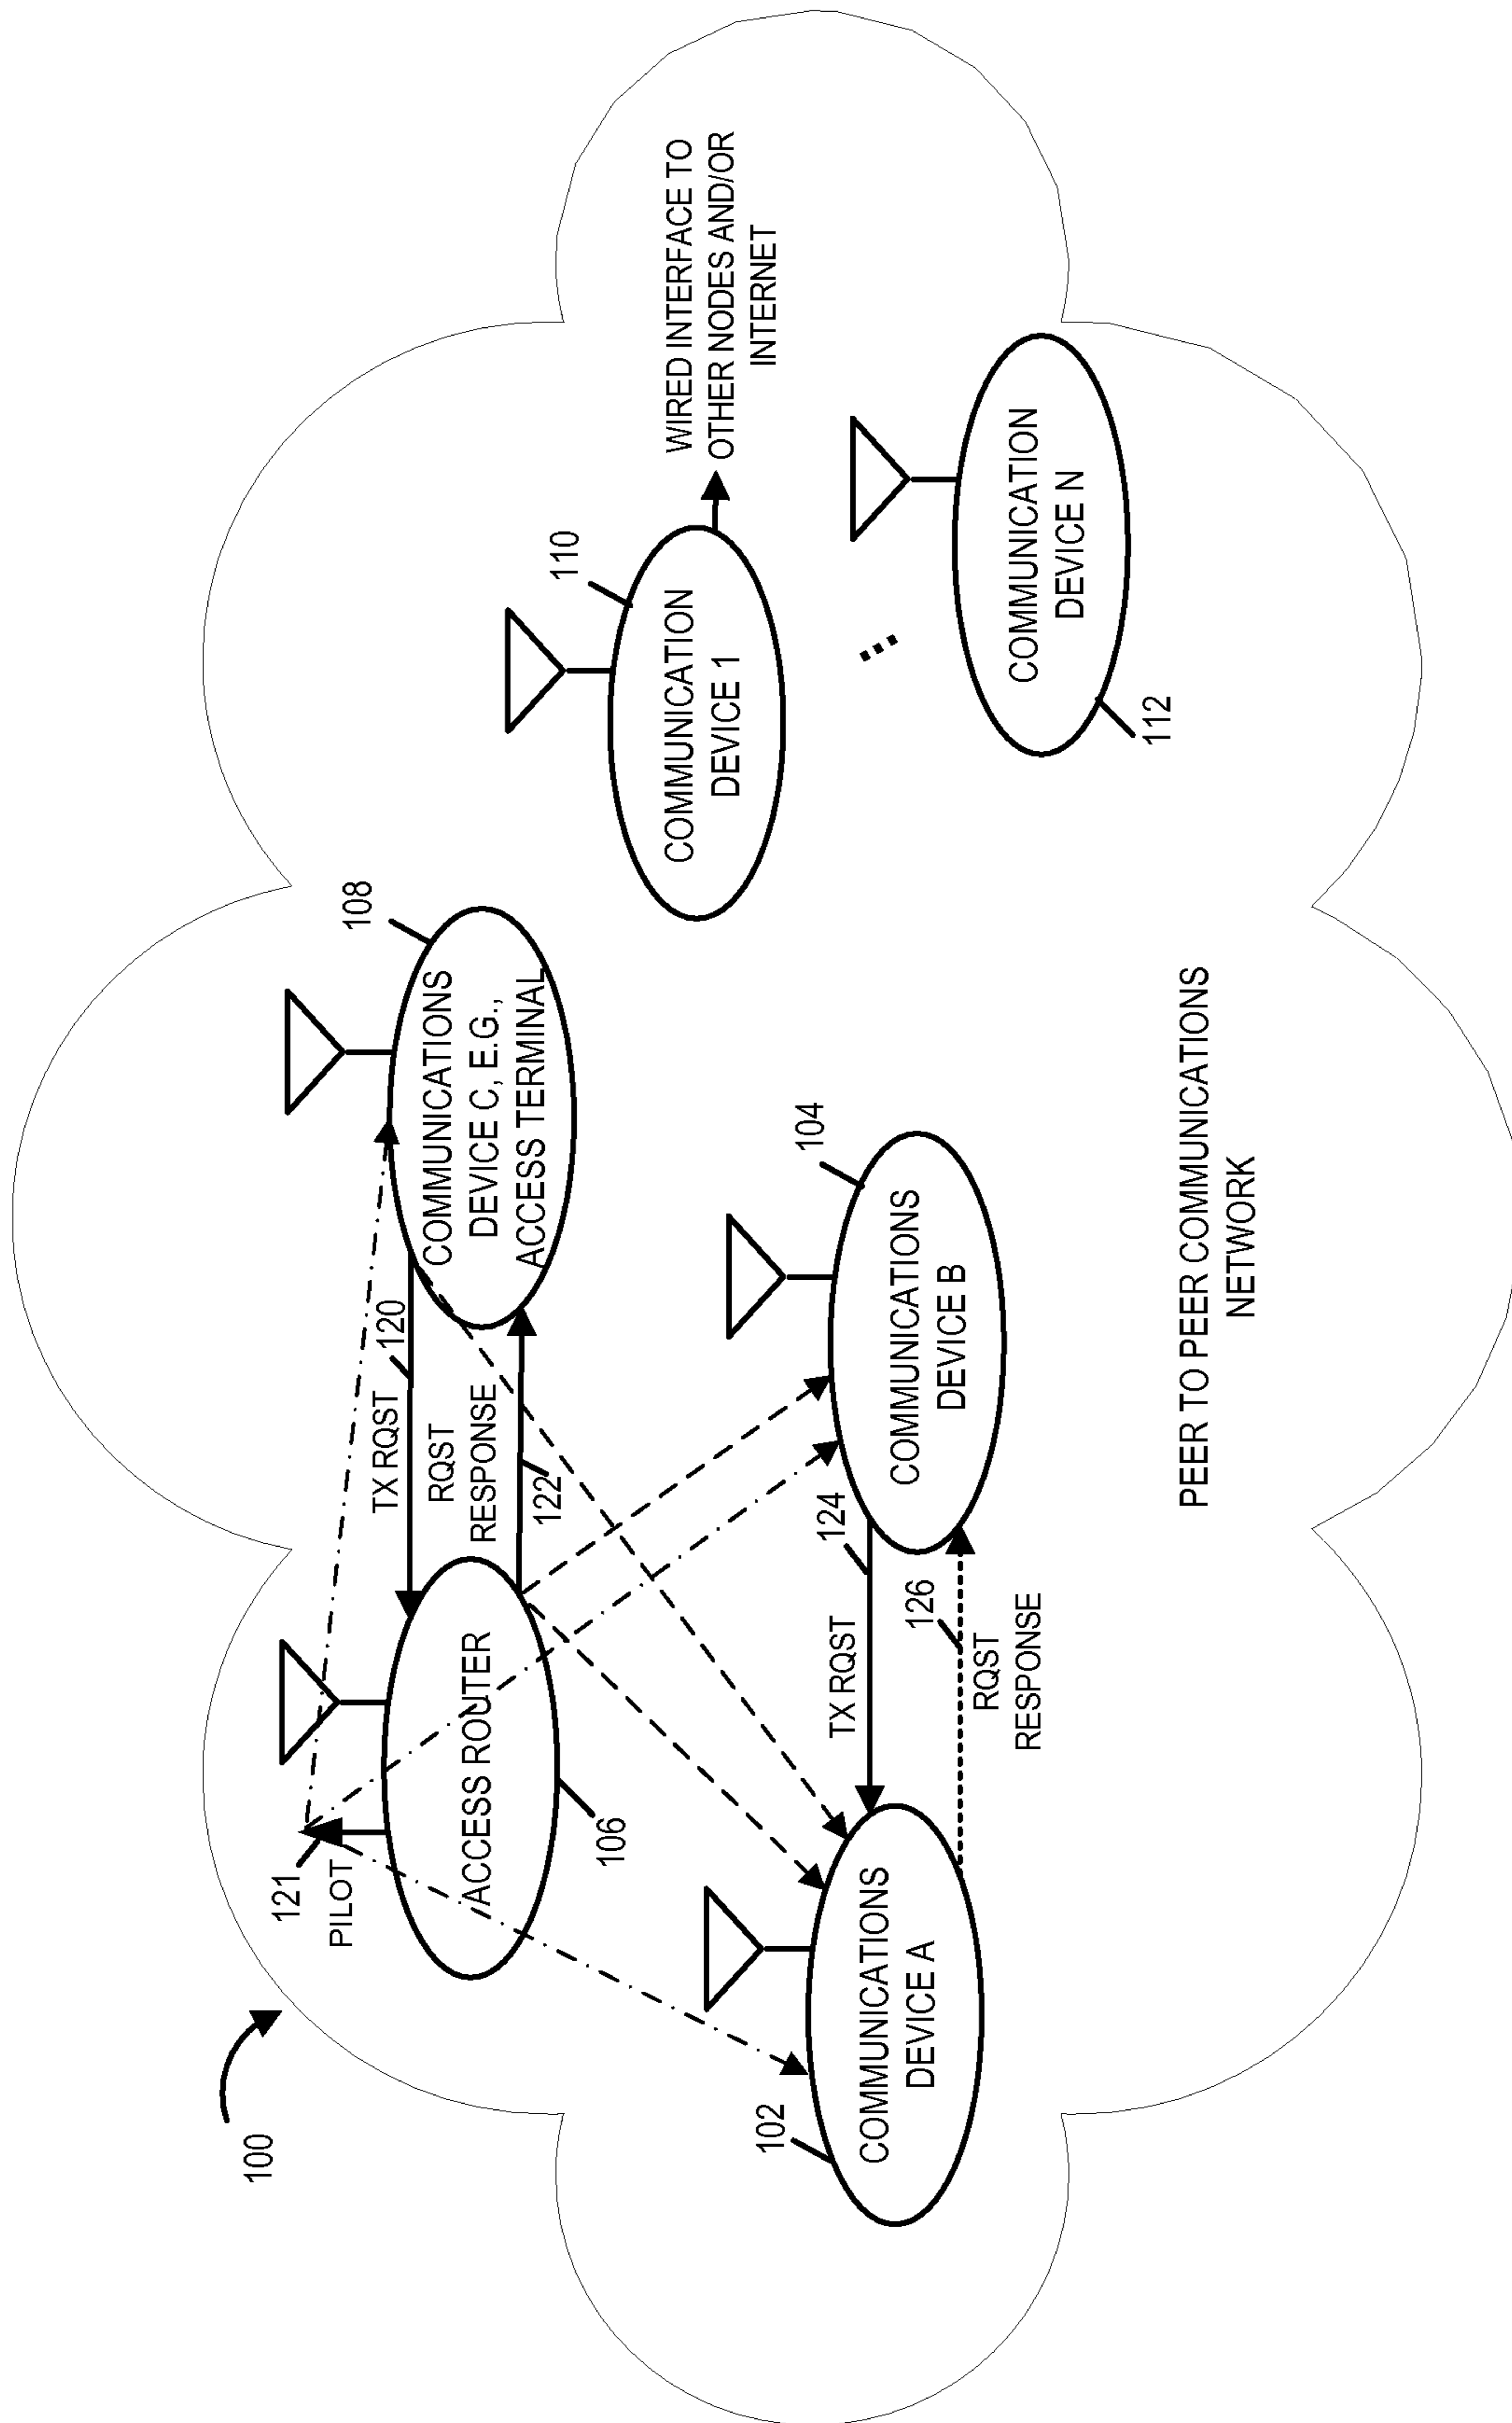 100
121
PILOT
ACCESS ROUTER
106
TX RQST
120
RQST
RESPONSE
122
108
COMMUNICATIONS
DEVICE C, E.G.,
ACCESS TERMINAL
110
COMMUNICATION
DEVICE 1
WIRED INTERFACE TO
OTHER NODES AND/OR
INTERNET
102
COMMUNICATIONS
DEVICE A
TX RQST
124
126
RQST
RESPONSE
104
COMMUNICATIONS
DEVICE B
COMMUNICATION
DEVICE N
112
PEER TO PEER COMMUNICATIONS
NETWORK